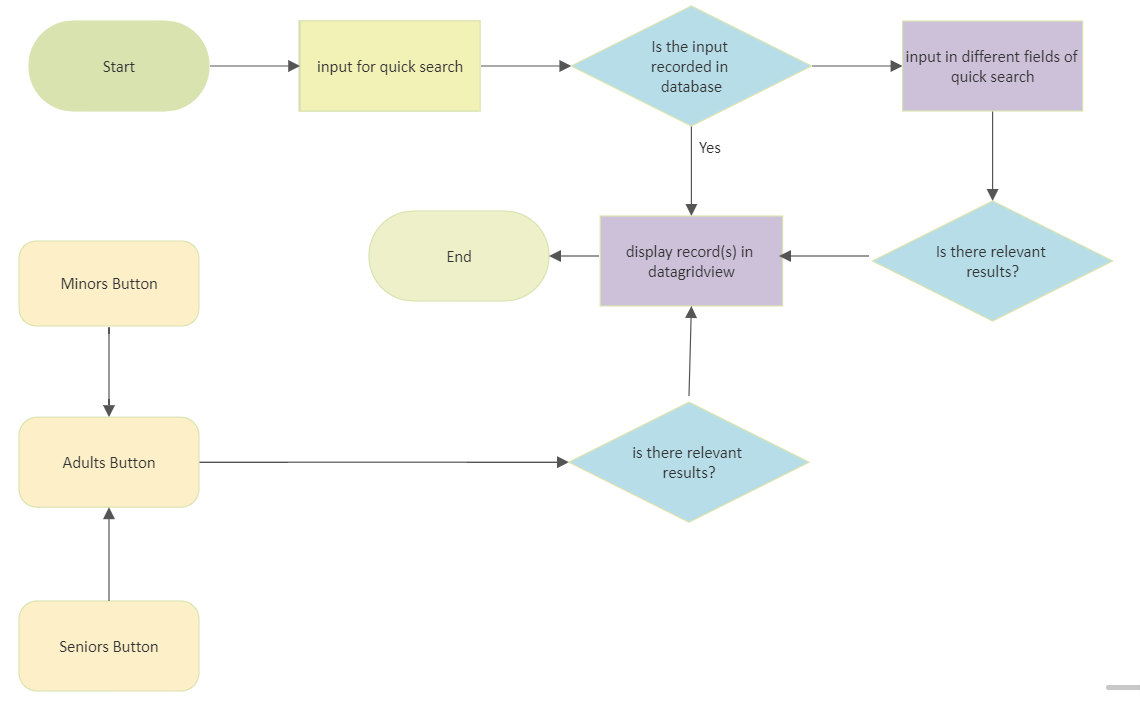 Start
input for quick search
Is the input
recorded in
database
input in different fields of
quick search
Yes
End
display record(s) in
datagridview
Is there relevant
results?
Minors Button
Adults Button
is there relevant
results?
Seniors Button